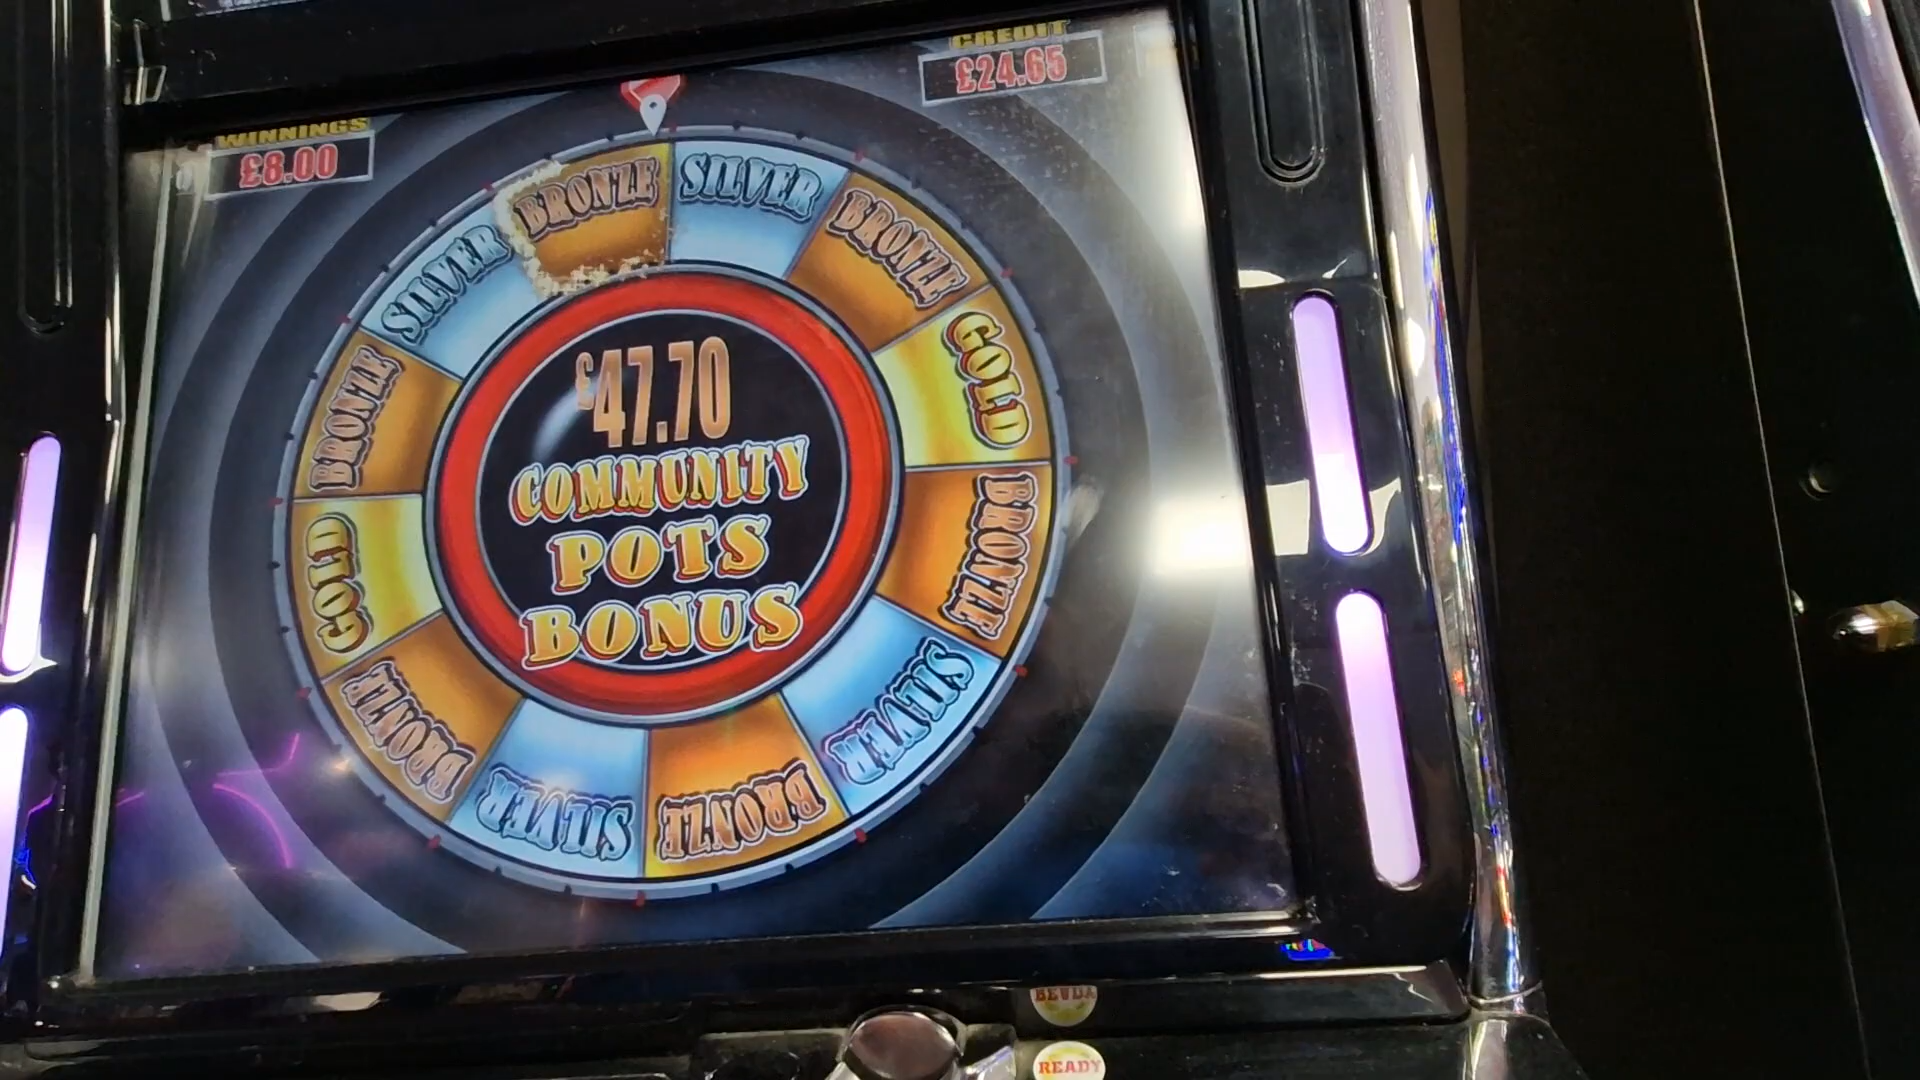 CREDIT
£24.65
WINNINGS
£8.00
BRONZE
SILVER
BRONZE
GOLD
BRONZE
SILVER
BRONZE
SILVER
BRONZE
GOLD
BRONZE
SILVER
£47.70
COMMUNITY
POTS
BONUS
READY